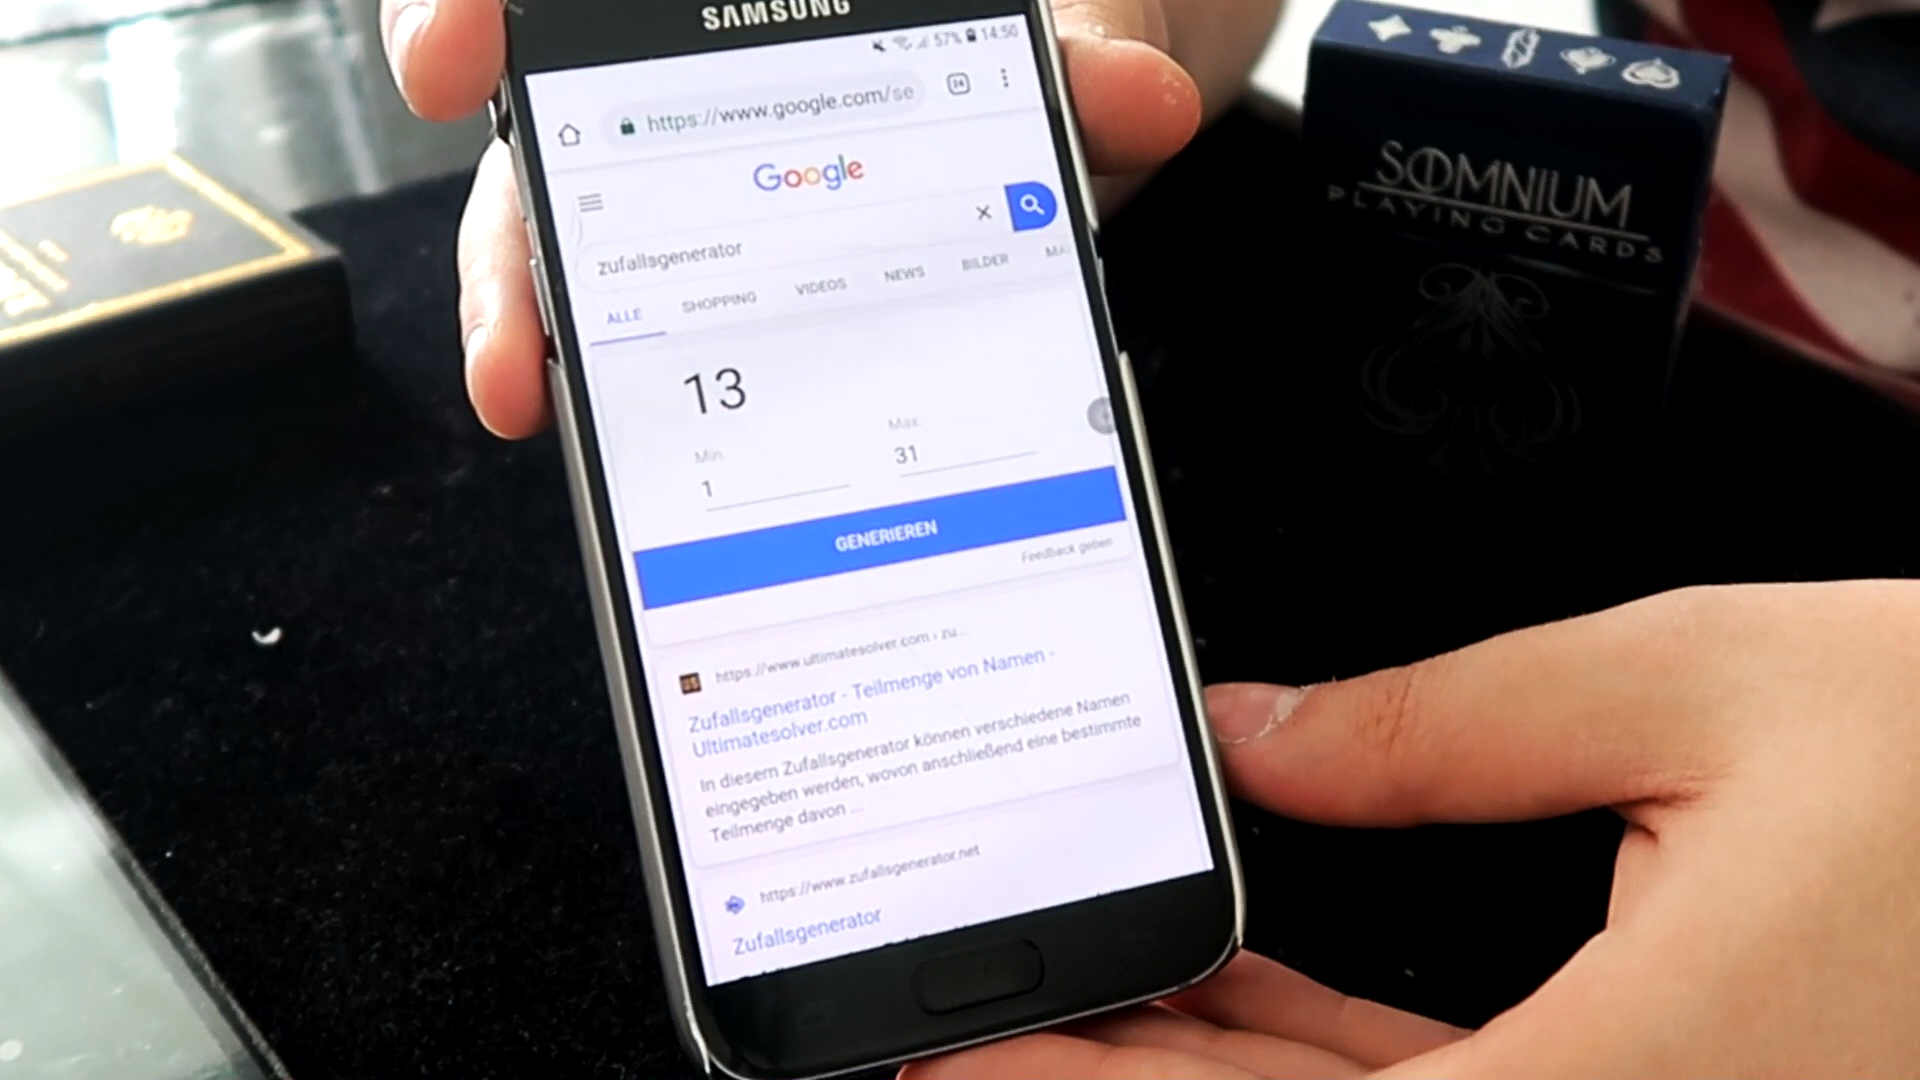 SAMSUNG
57% 14:50
https://www.google.com/se
Google
zufallsgenerator
ALLE SHOPPING VIDEOS NEWS BILDER MA
13
Min. Max.
1 31
GENERIEREN
Feedback geben
https://www.ultimatesolver.com › zu...
Zufallsgenerator - Teilmenge von Namen -
Ultimatesolver.com
In diesem Zufallsgenerator können verschiedene Namen
eingegeben werden, wovon anschließend eine bestimmte
Teilmenge davon ...
https://www.zufallsgenerator.net
Zufallsgenerator
SOMNIUM
PLAYING CARDS